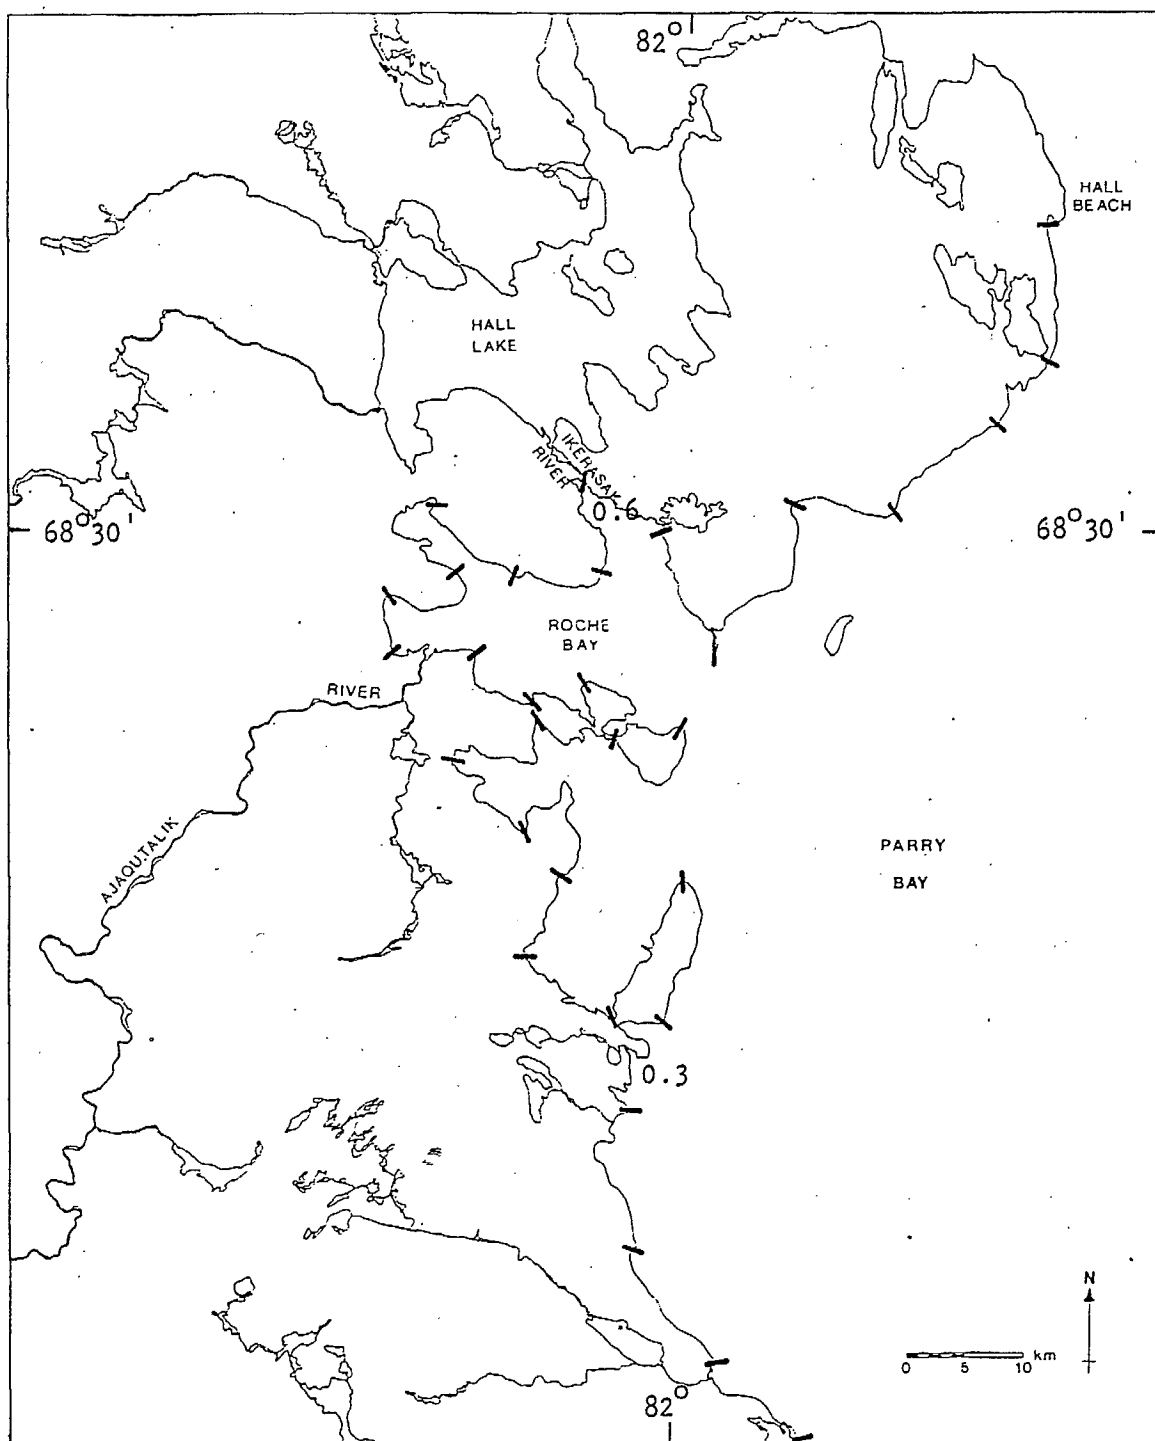 82°
HALL
BEACH
HALL
LAKE
IKERASAK
RIVER
0.6
68°30'
68°30'
ROCHE
BAY
RIVER
AJAQUTALIK
PARRY
BAY
0.3
N
km
0 5 10
82°